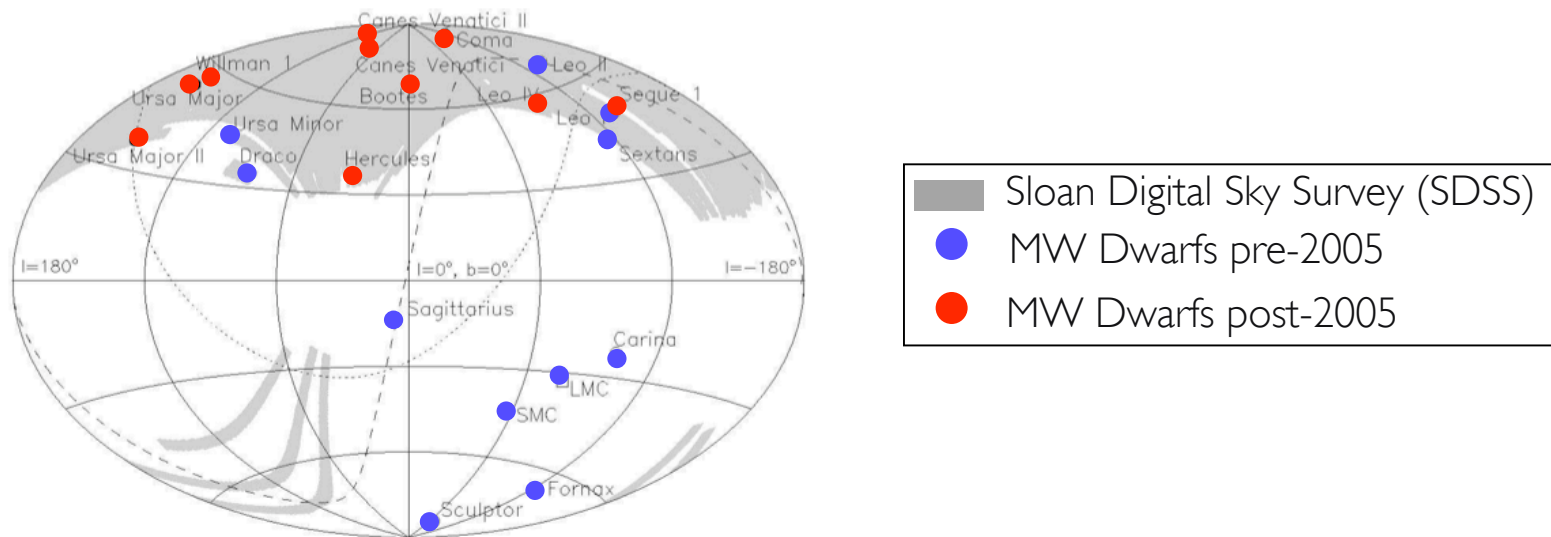 Canes Venatici II
Coma
Willman 1
Canes Venatici
Leo II
Ursa Major
Bootes
Leo IV
Segue 1
Leo I
Ursa Minor
Sextans
Ursa Major II
Draco
Hercules
l=180°
l=0°, b=0°
l=-180°
Sagittarius
Carina
LMC
SMC
Fornax
Sculptor
Sloan Digital Sky Survey (SDSS)
MW Dwarfs pre-2005
MW Dwarfs post-2005